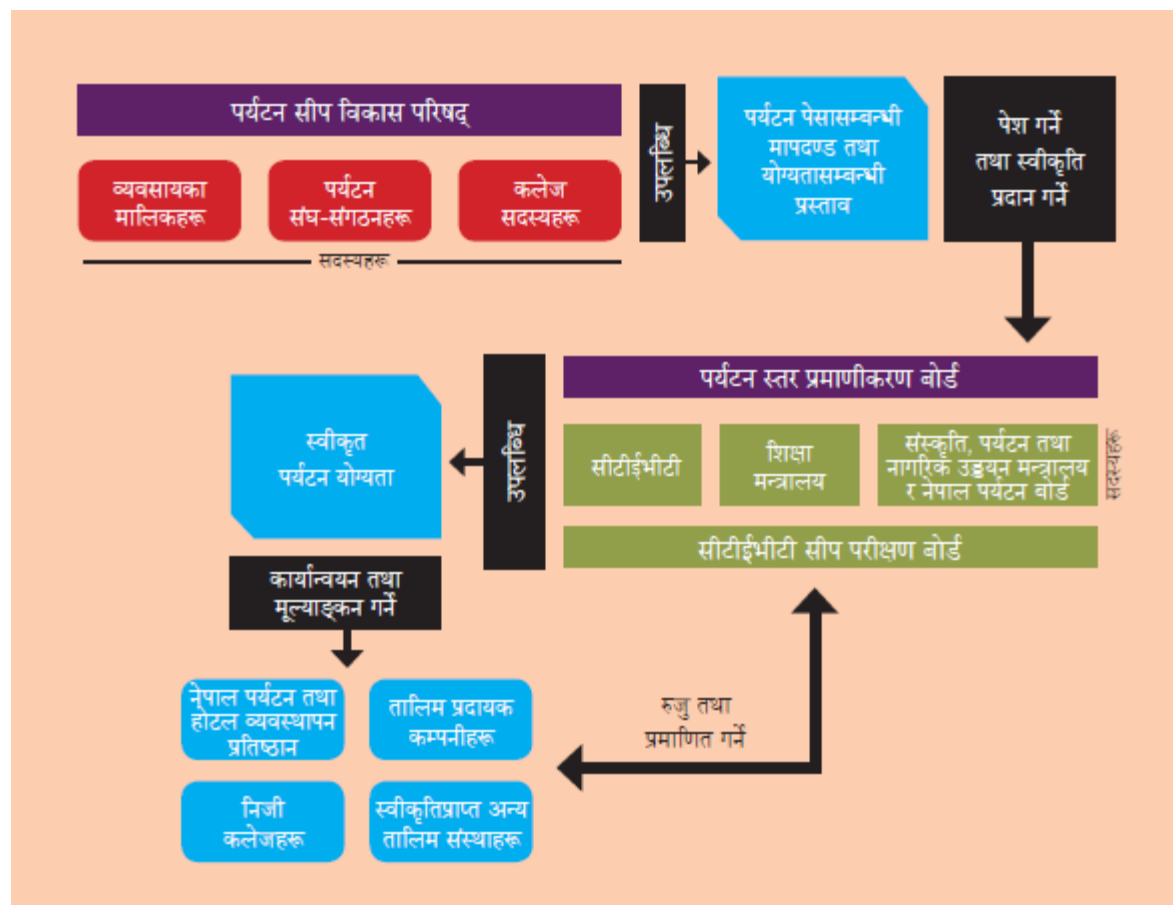 पर्यटन सीप विकास परिषद्
व्यवसायका
मालिकहरू
पर्यटन
संघ-संगठनहरू
कलेज
सदस्यहरू
सदस्यहरू
उपलब्धि
पर्यटन पेसासम्बन्धी
मापदण्ड तथा
योग्यतासम्बन्धी
प्रस्ताव
पेश गर्ने
तथा स्वीकृति
प्रदान गर्ने
पर्यटन स्तर प्रमाणीकरण बोर्ड
सीटीईभीटी
शिक्षा
मन्त्रालय
संस्कृति, पर्यटन तथा
नागरिक उड्डयन मन्त्रालय
र नेपाल पर्यटन बोर्ड
सदस्यहरू
सीटीईभीटी सीप परीक्षण बोर्ड
उपलब्धि
स्वीकृत
पर्यटन योग्यता
कार्यान्वयन तथा
मूल्याङ्कन गर्ने
नेपाल पर्यटन तथा
होटल व्यवस्थापन
प्रतिष्ठान
तालिम प्रदायक
कम्पनीहरू
निजी
कलेजहरू
स्वीकृतिप्राप्त अन्य
तालिम संस्थाहरू
रुजु तथा
प्रमाणित गर्ने